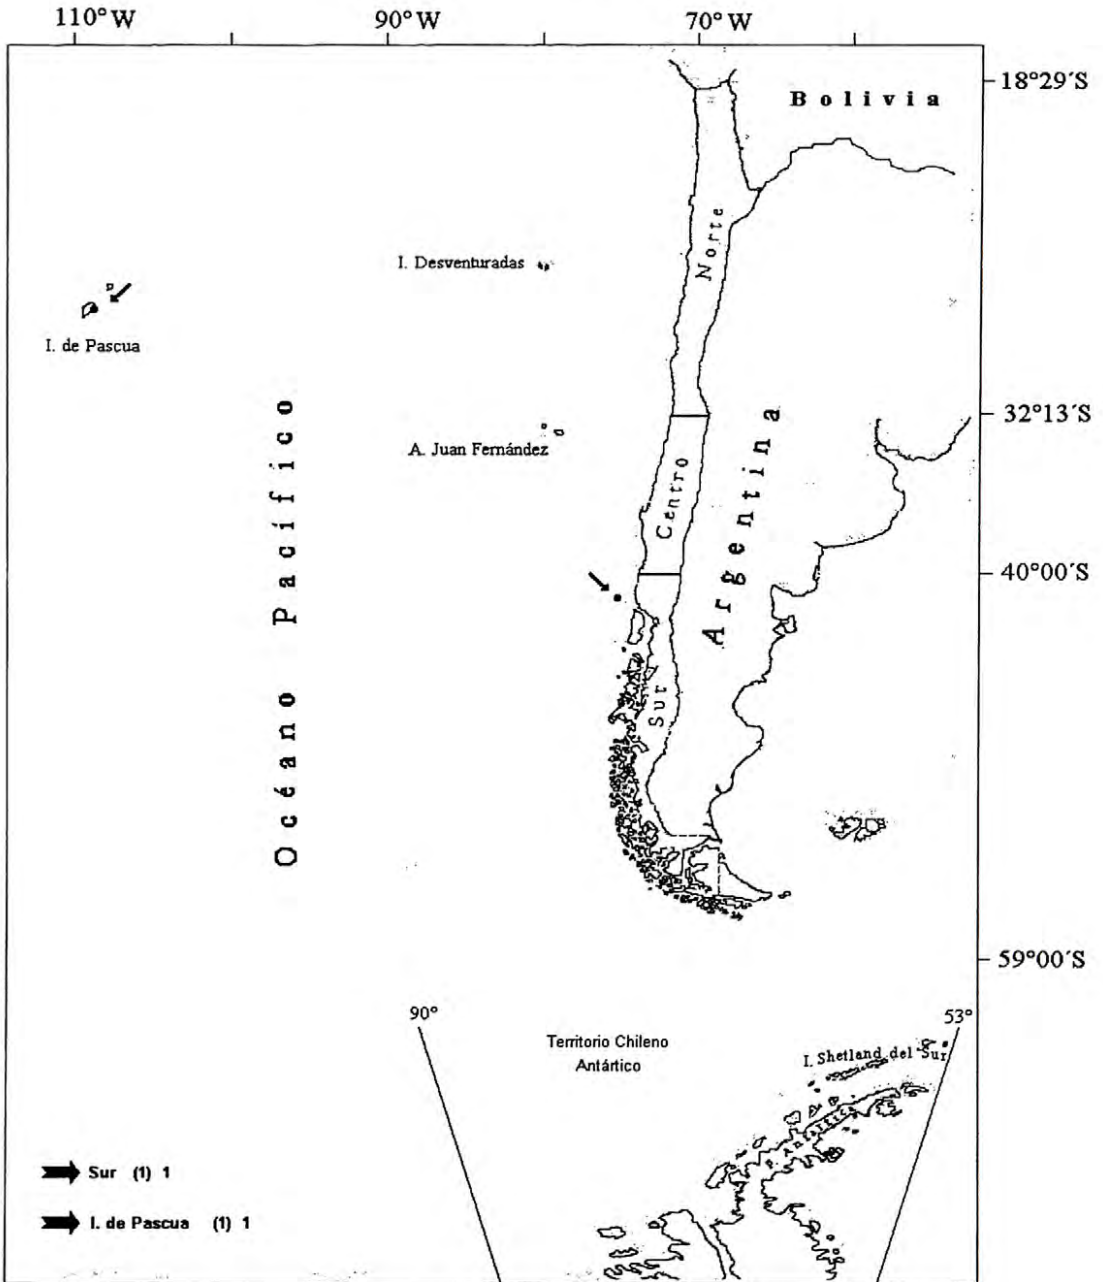 110°W
90°W
70°W
18°29´S
Bolivia
Norte
I. Desventuradas
I. de Pascua
32°13´S
A. Juan Fernández
Centro
Argentina
Océano Pacífico
40°00´S
Sur
59°00´S
90°
53°
Territorio Chileno
Antártico
I. Shetland del Sur
Sur (1) 1
I. de Pascua (1) 1